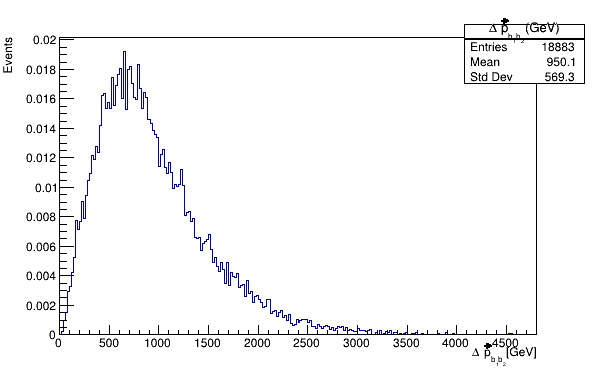 Δ p⃗_b₁b₂ (GeV)
Entries 18883
Mean 950.1
Std Dev 569.3
Events
0.02
0.018
0.016
0.014
0.012
0.01
0.008
0.006
0.004
0.002
0
0 500 1000 1500 2000 2500 3000 3500 4000 4500
Δ p⃗_b₁b₂ [GeV]